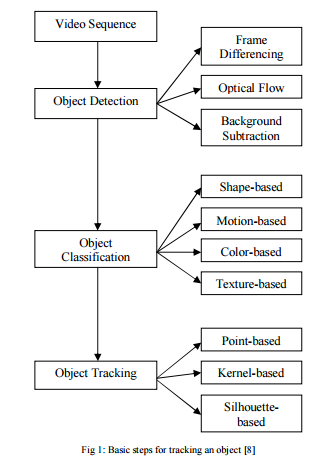 Video Sequence
Frame
Differencing
Object Detection
Optical Flow
Background
Subtraction
Shape-based
Motion-based
Object
Classification
Color-based
Texture-based
Point-based
Object Tracking
Kernel-based
Silhouette-
based
Fig 1: Basic steps for tracking an object [8]